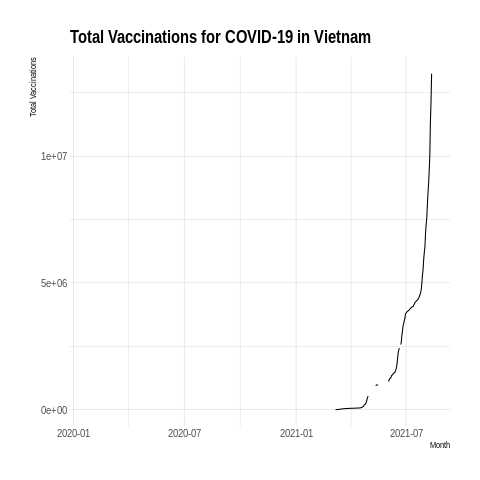 Total Vaccinations for COVID-19 in Vietnam
Total Vaccinations
1e+07
5e+06
0e+00
2020-01
2020-07
2021-01
2021-07
Month